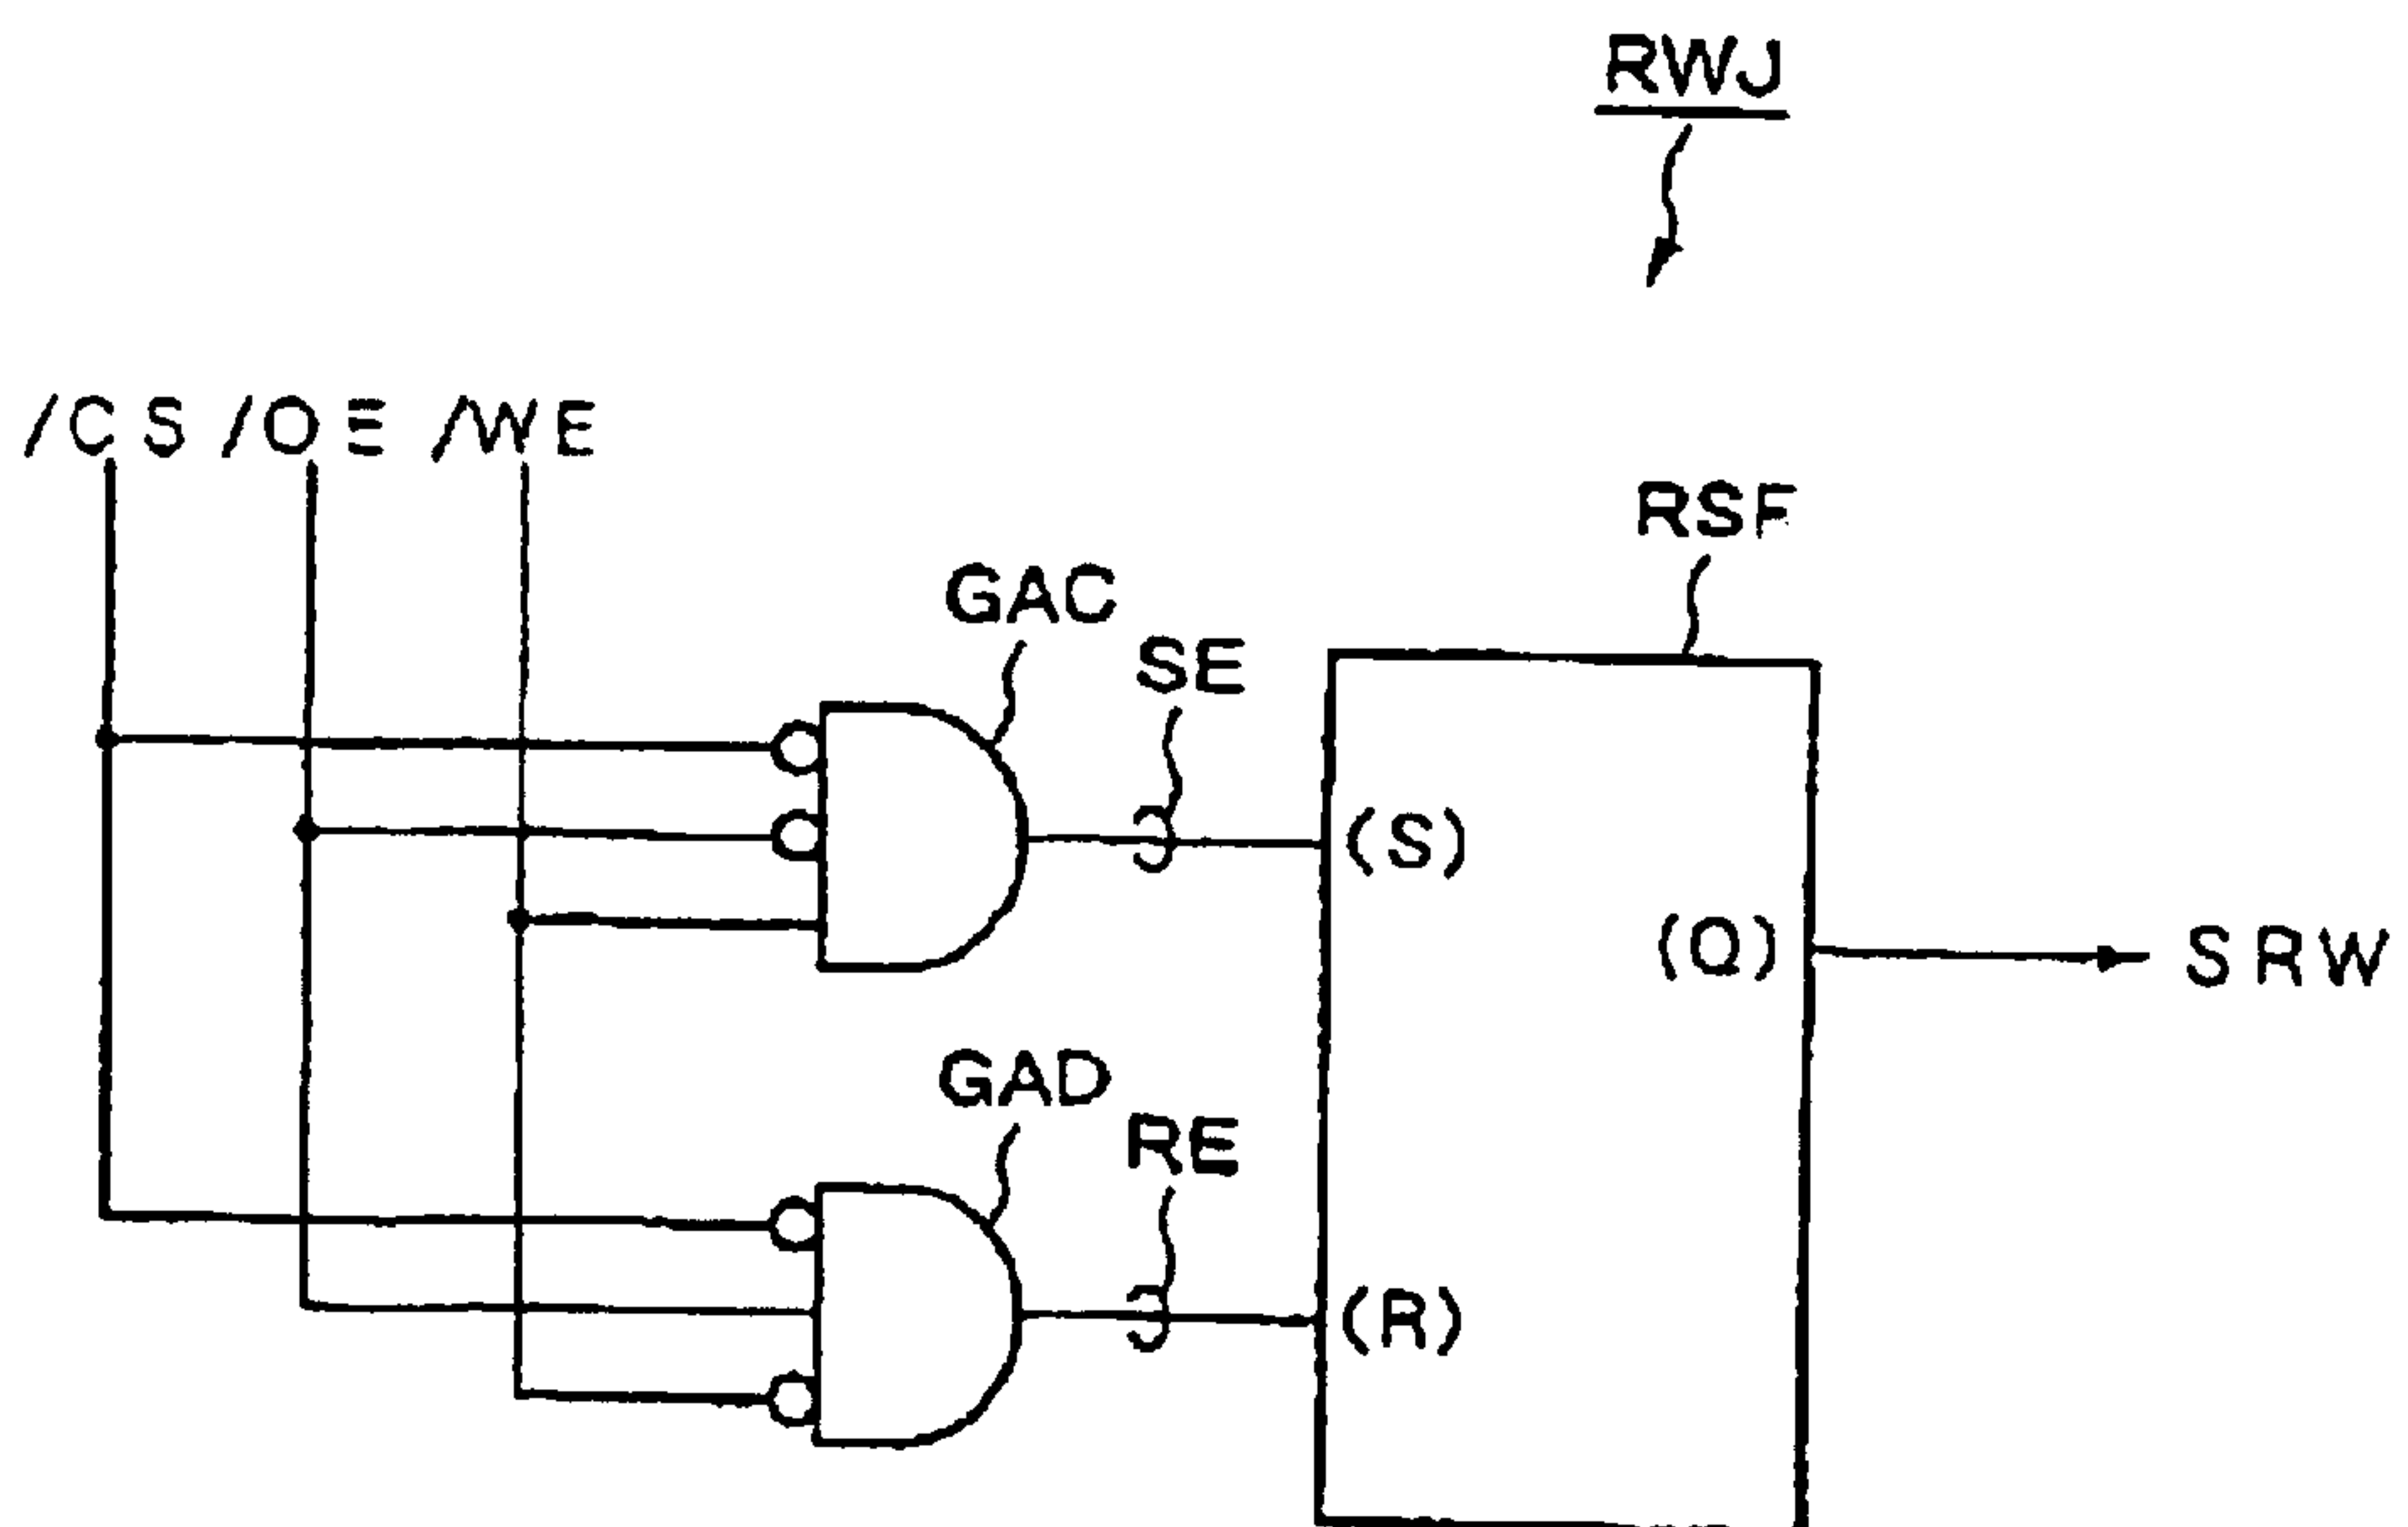 RWJ
/CS /OE /WE
RSF
GAC
SE
(S)
(Q)
SRW
GAD
RE
(R)